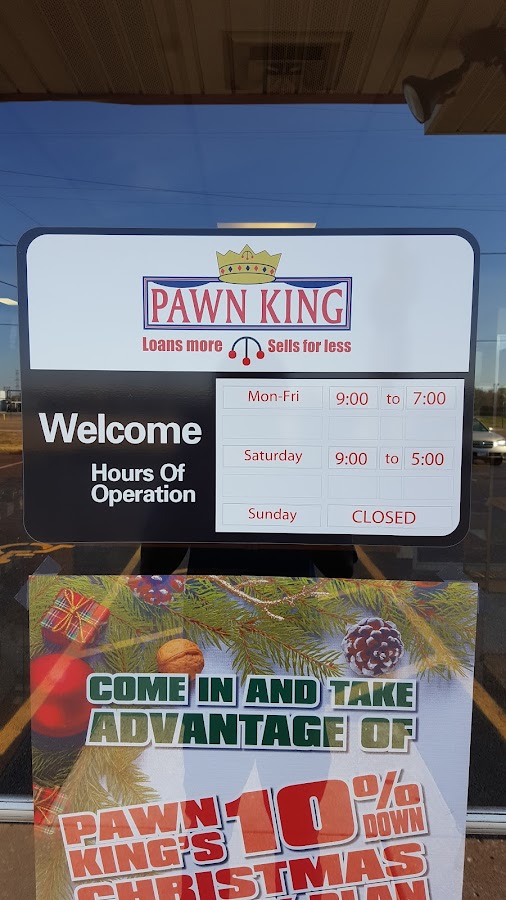 PAWN KING
Loans more Sells for less
Welcome
Hours Of
Operation
Mon-Fri 9:00 to 7:00
Saturday 9:00 to 5:00
Sunday CLOSED
COME IN AND TAKE
ADVANTAGE OF
PAWN
KING'S 10% DOWN
CHRISTMAS
PLAN